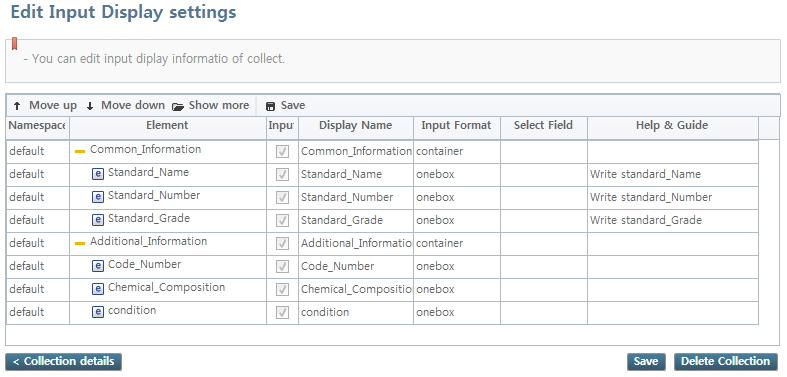 Edit Input Display settings
- You can edit input diplay informatio of collect.
Move up Move down Show more Save
Namespace Element Input Display Name Input Format Select Field Help & Guide
default Common_Information Common_Information container
default Standard_Name Standard_Name onebox Write standard_Name
default Standard_Number Standard_Number onebox Write standard_Number
default Standard_Grade Standard_Grade onebox Write standard_Grade
default Additional_Information Additional_Informatio container
default Code_Number Code_Number onebox
default Chemical_Composition Chemical_Compositio onebox
default condition condition onebox
< Collection details Save Delete Collection